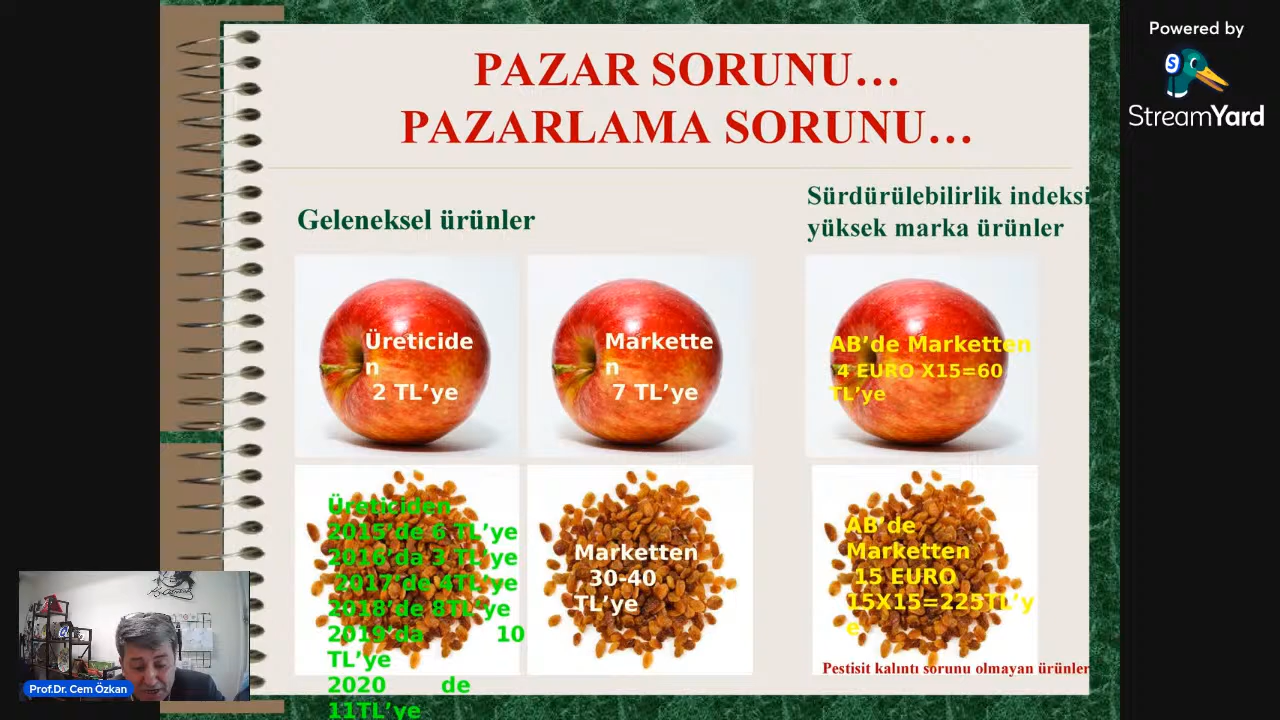 PAZAR SORUNU…
PAZARLAMA SORUNU…
Geleneksel ürünler
Sürdürülebilirlik indeksi
yüksek marka ürünler
Üreticide
n
2 TL’ye
Markette
n
7 TL’ye
AB’de Marketten
4 EURO X15=60
TL’ye
Üreticiden
2015’de 6 TL’ye
2016’da 3 TL’ye
2017’de 4TL’ye
2018’de 8TL’ye
2019’da 10
TL’ye
2020 de
11TL’ye
Marketten
30-40
TL’ye
AB’de
Marketten
15 EURO
15X15=225TL’y
e
Pestisit kalıntı sorunu olmayan ürünler
Prof.Dr. Cem Özkan
Powered by
S
StreamYard